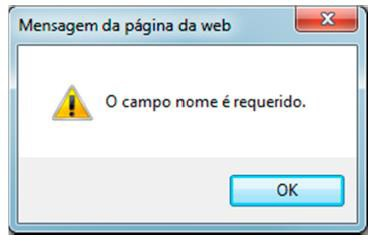 Mensagem da página da web
O campo nome é requerido.
OK